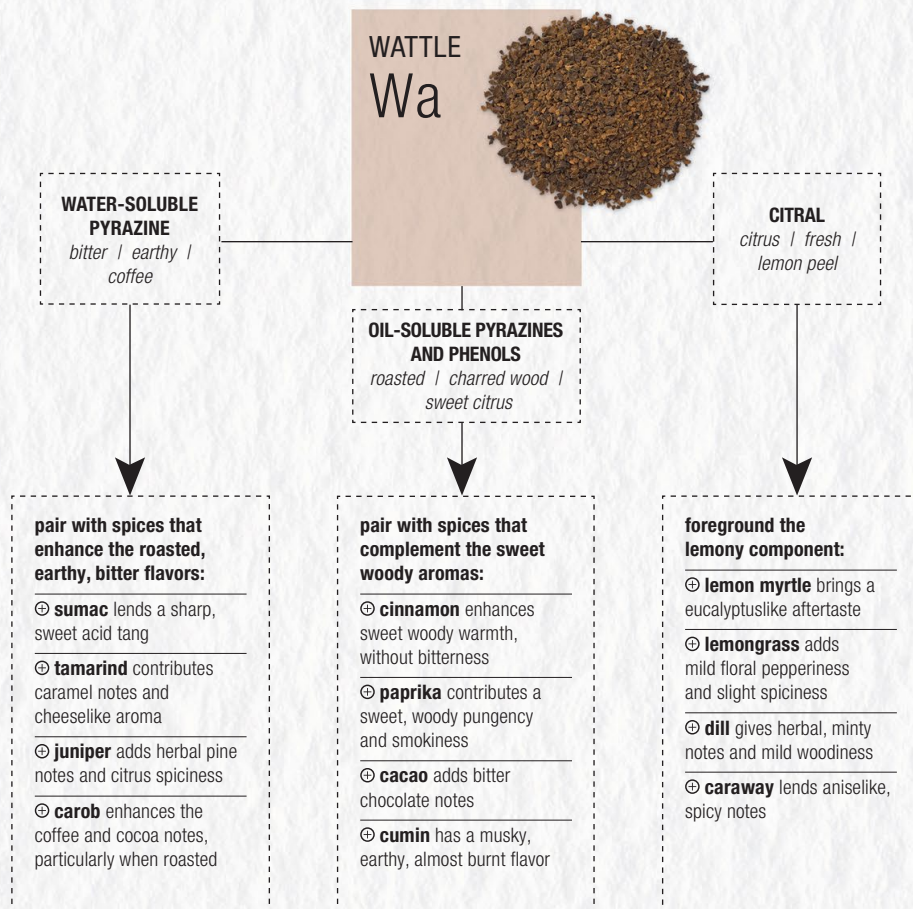 WATTLE
Wa
WATER-SOLUBLE
PYRAZINE
bitter | earthy |
coffee
OIL-SOLUBLE PYRAZINES
AND PHENOLS
roasted | charred wood |
sweet citrus
CITRAL
citrus | fresh |
lemon peel
pair with spices that
enhance the roasted,
earthy, bitter flavors:
⊕ sumac lends a sharp,
sweet acid tang
⊕ tamarind contributes
caramel notes and
cheeselike aroma
⊕ juniper adds herbal pine
notes and citrus spiciness
⊕ carob enhances the
coffee and cocoa notes,
particularly when roasted
pair with spices that
complement the sweet
woody aromas:
⊕ cinnamon enhances
sweet woody warmth,
without bitterness
⊕ paprika contributes a
sweet, woody pungency
and smokiness
⊕ cacao adds bitter
chocolate notes
⊕ cumin has a musky,
earthy, almost burnt flavor
foreground the
lemony component:
⊕ lemon myrtle brings a
eucalyptuslike aftertaste
⊕ lemongrass adds
mild floral pepperiness
and slight spiciness
⊕ dill gives herbal, minty
notes and mild woodiness
⊕ caraway lends aniselike,
spicy notes